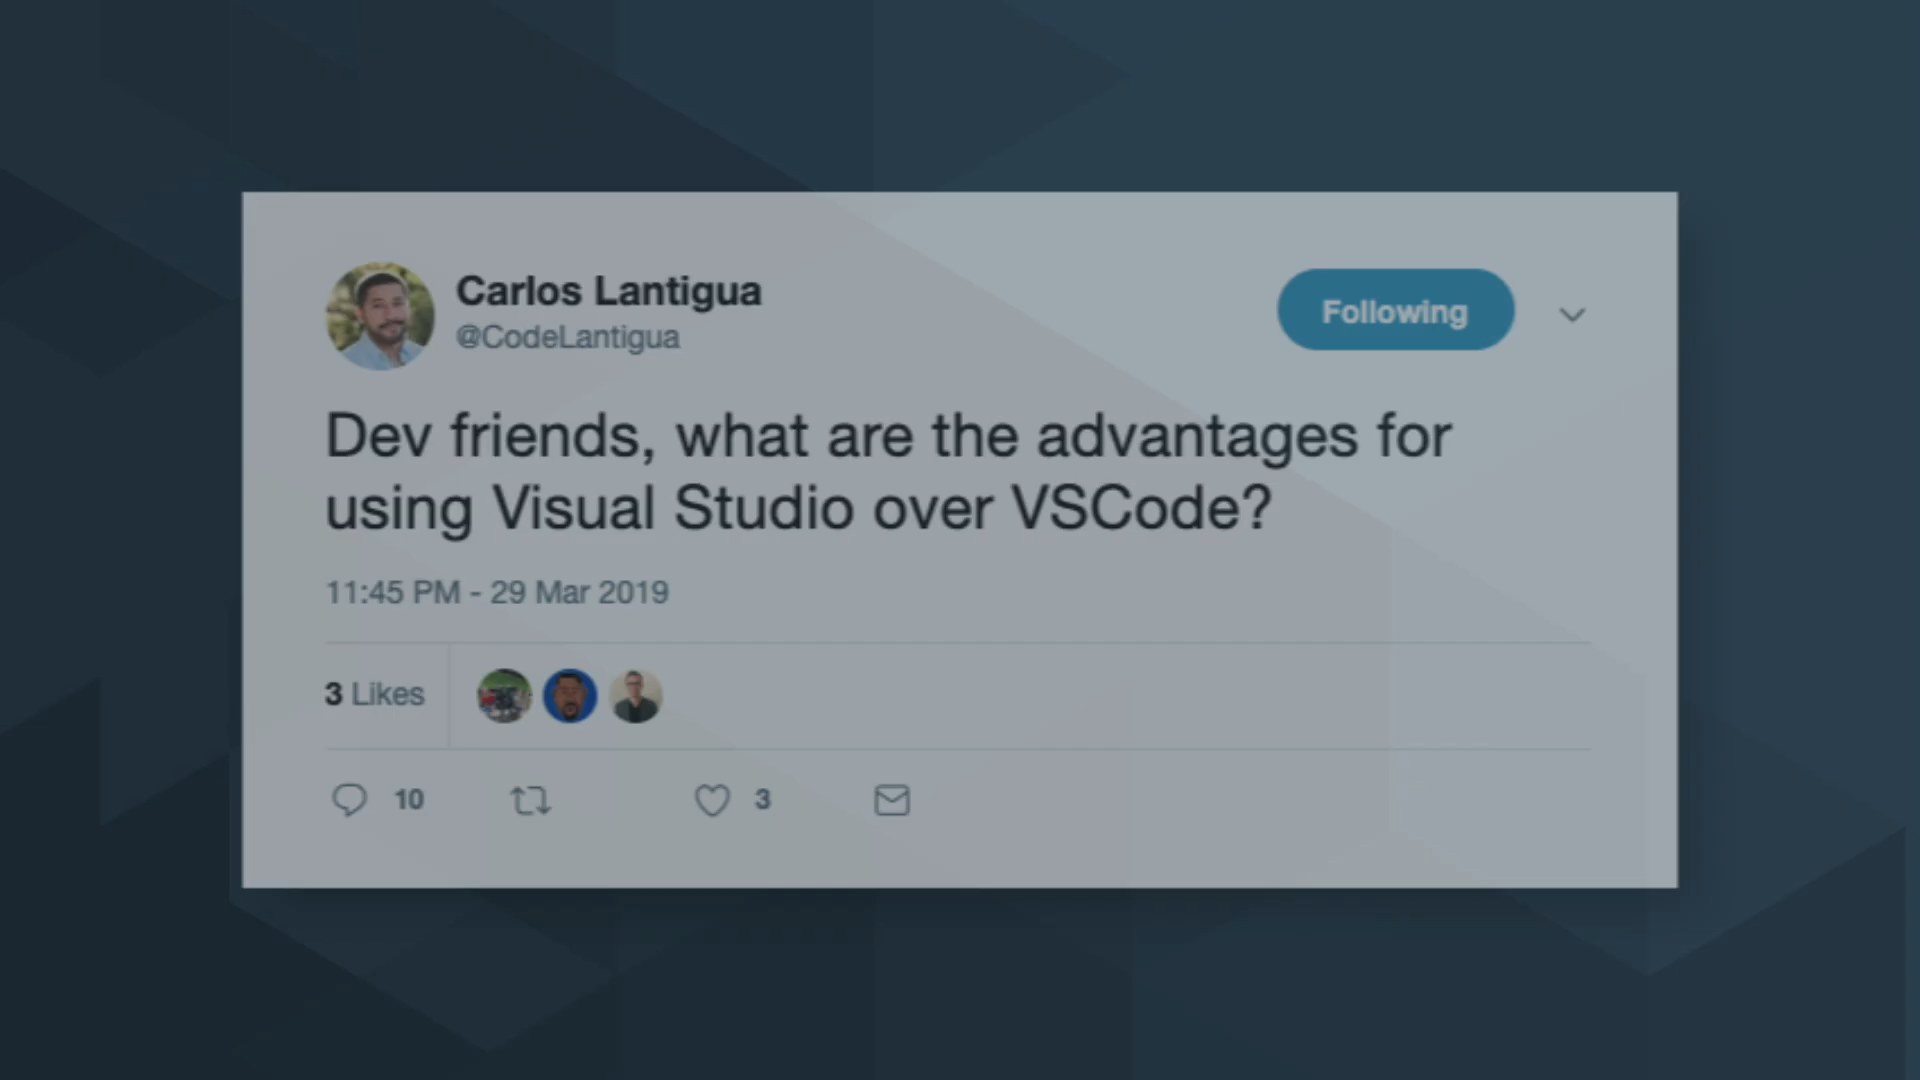 Carlos Lantigua
@CodeLantigua
Following
Dev friends, what are the advantages for
using Visual Studio over VSCode?
11:45 PM - 29 Mar 2019
3 Likes
10
3